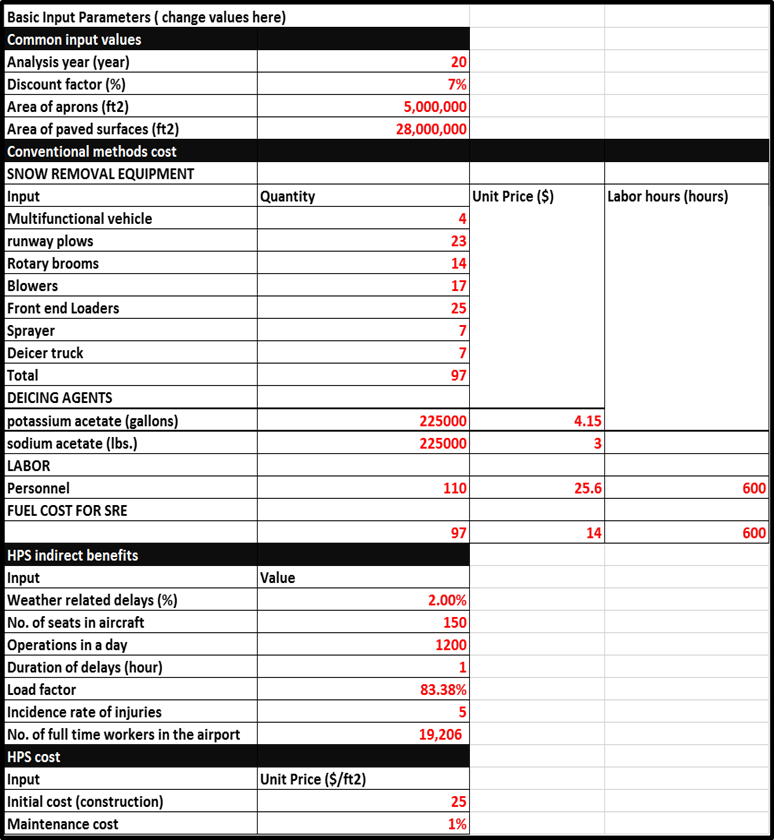 Basic Input Parameters ( change values here)
Common input values
Analysis year (year) 20
Discount factor (%) 7%
Area of aprons (ft2) 5,000,000
Area of paved surfaces (ft2) 28,000,000
Conventional methods cost
SNOW REMOVAL EQUIPMENT
Input Quantity Unit Price ($) Labor hours (hours)
Multifunctional vehicle 4
runway plows 23
Rotary brooms 14
Blowers 17
Front end Loaders 25
Sprayer 7
Deicer truck 7
Total 97
DEICING AGENTS
potassium acetate (gallons) 225000 4.15
sodium acetate (lbs.) 225000 3
LABOR
Personnel 110 25.6 600
FUEL COST FOR SRE
97 14 600
HPS indirect benefits
Input Value
Weather related delays (%) 2.00%
No. of seats in aircraft 150
Operations in a day 1200
Duration of delays (hour) 1
Load factor 83.38%
Incidence rate of injuries 5
No. of full time workers in the airport 19,206
HPS cost
Input Unit Price ($/ft2)
Initial cost (construction) 25
Maintenance cost 1%